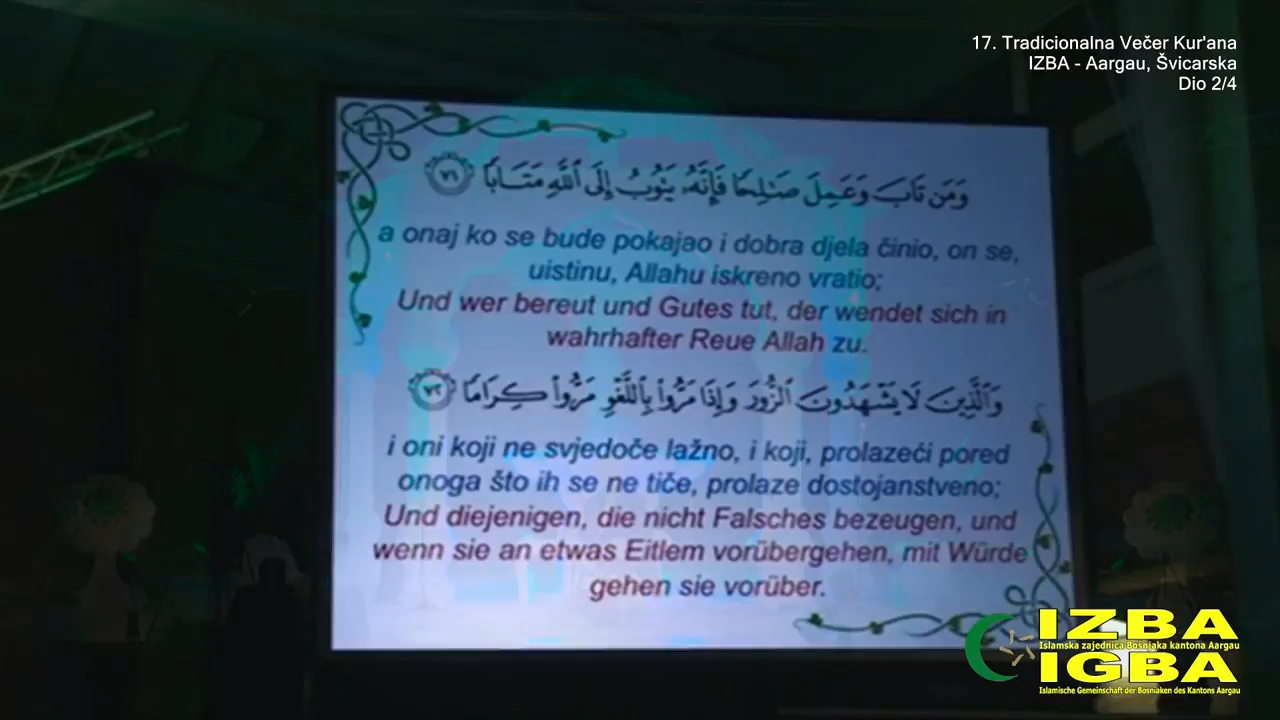 17. Tradicionalna Večer Kur'ana
IZBA - Aargau, Švicarska
Dio 2/4
وَمَن تَابَ وَعَمِلَ صَـٰلِحًا فَإِنَّهُۥ يَتُوبُ إِلَى ٱللَّهِ مَتَابًا ٧١
a onaj ko se bude pokajao i dobra djela činio, on se,
uistinu, Allahu iskreno vratio;
Und wer bereut und Gutes tut, der wendet sich in
wahrhafter Reue Allah zu.
وَٱلَّذِينَ لَا يَشْهَدُونَ ٱلزُّورَ وَإِذَا مَرُّوا۟ بِٱللَّغْوِ مَرُّوا۟ كِرَامًا ٧٢
i oni koji ne svjedoče lažno, i koji, prolazeći pored
onoga što ih se ne tiče, prolaze dostojanstveno;
Und diejenigen, die nicht Falsches bezeugen, und
wenn sie an etwas Eitlem vorübergehen, mit Würde
gehen sie vorüber.
IZBA
Islamska zajednica Bošnjaka kantona Aargau
IGBA
Islamische Gemeinschaft der Bosniaken des Kantons Aargau